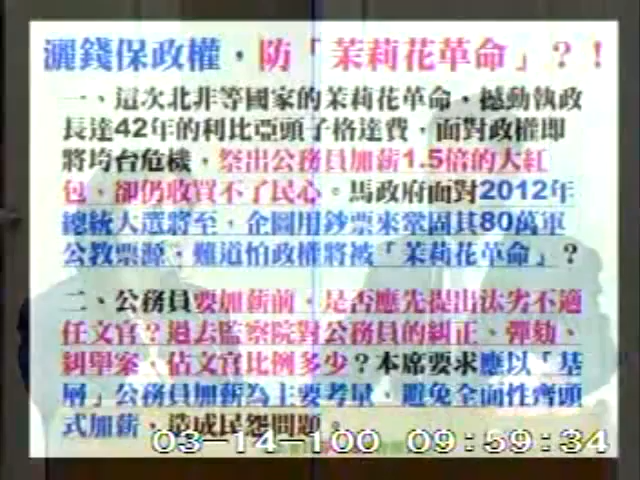 灑錢保政權，防「茉莉花革命」？！
一、這次北非等國家的茉莉花革命，撼動執政
長達42年的利比亞頭子格達費，面對政權即
將垮台危機，祭出公務員加薪1.5倍的大紅
包，卻仍收買不了民心。馬政府面對2012年
總統大選將至，企圖用鈔票來鞏固其80萬軍
公教票源，難道怕政權將被「茉莉花革命」？
二、公務員要加薪前，是否應先提出汰劣不適
任文官？過去監察院對公務員的糾正、彈劾、
糾舉案，佔文官比例多少？本席要求應以「基
層」公務員加薪為主要考量，避免全面性齊頭
式加薪，造成民怨問題。
03-14-100 09:59:34